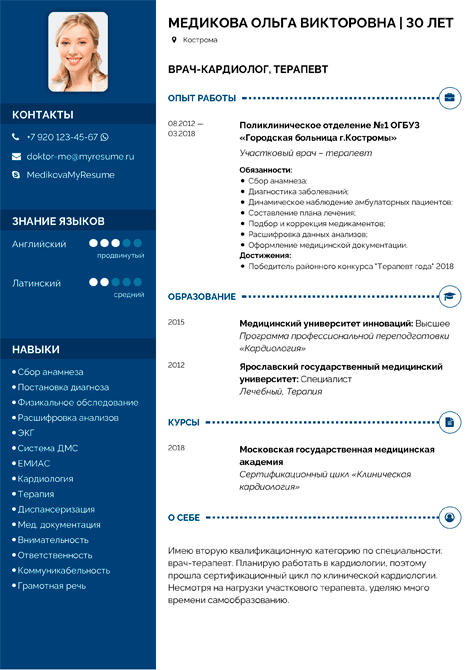 МЕДИКОВА ОЛЬГА ВИКТОРОВНА | 30 ЛЕТ
Кострома
ВРАЧ-КАРДИОЛОГ, ТЕРАПЕВТ
КОНТАКТЫ
+7 920 123-45-67
doktor-me@myresume.ru
MedikovaMyResume
ЗНАНИЕ ЯЗЫКОВ
Английский
продвинутый
Латинский
средний
НАВЫКИ
Сбор анамнеза
Постановка диагноза
Физикальное обследование
Расшифровка анализов
ЭКГ
Система ДМС
ЕМИАС
Кардиология
Терапия
Диспансеризация
Мед. документация
Внимательность
Ответственность
Коммуникабельность
Грамотная речь
ОПЫТ РАБОТЫ
08.2012 —
03.2018
Поликлиническое отделение №1 ОГБУЗ
«Городская больница г.Костромы»
Участковый врач – терапевт
Обязанности:
Сбор анамнеза;
Диагностика заболеваний;
Динамическое наблюдение амбулаторных пациентов;
Составление плана лечения;
Подбор и коррекция медикаментов;
Расшифровка данных анализов;
Оформление медицинской документации.
Достижения:
Победитель районного конкурса "Терапевт года" 2018
ОБРАЗОВАНИЕ
2015
Медицинский университет инноваций: Высшее
Программа профессиональной переподготовки
«Кардиология»
2012
Ярославский государственный медицинский
университет: Специалист
Лечебный, Терапия
КУРСЫ
2018
Московская государственная медицинская
академия
Сертификационный цикл «Клиническая
кардиология»
О СЕБЕ
Имею вторую квалификационную категорию по специальности:
врач-терапевт. Планирую работать в кардиологии, поэтому
прошла сертификационный цикл по клинической кардиологии.
Несмотря на нагрузки участкового терапевта, уделяю много
времени самообразованию.